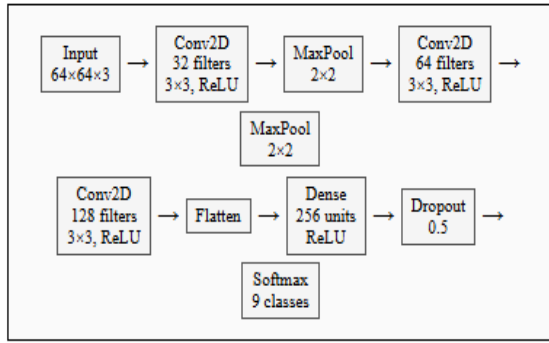 Input
64×64×3
→
Conv2D
32 filters
3×3, ReLU
→
MaxPool
2×2
→
Conv2D
64 filters
3×3, ReLU
→
MaxPool
2×2
Conv2D
128 filters
3×3, ReLU
→
Flatten
→
Dense
256 units
ReLU
→
Dropout
0.5
→
Softmax
9 classes